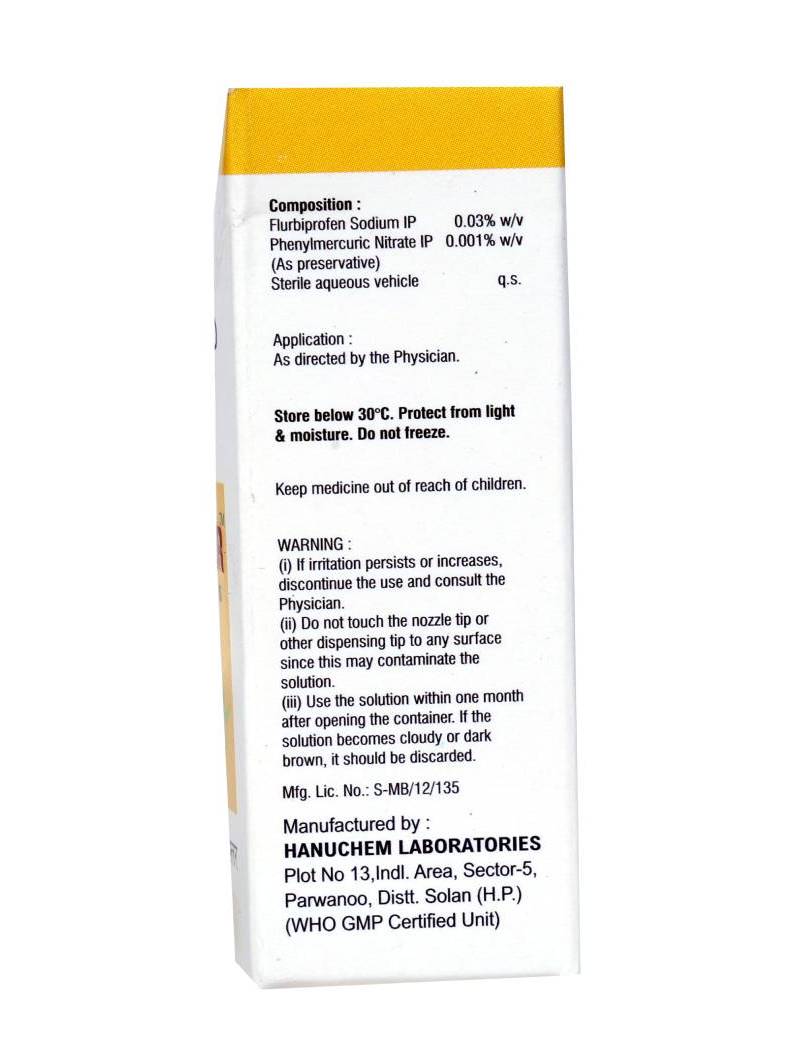 Composition :
Flurbiprofen Sodium IP 0.03% w/v
Phenylmercuric Nitrate IP 0.001% w/v
(As preservative)
Sterile aqueous vehicle q.s.
Application :
As directed by the Physician.
Store below 30°C. Protect from light
& moisture. Do not freeze.
Keep medicine out of reach of children.
WARNING :
(i) If irritation persists or increases,
discontinue the use and consult the
Physician.
(ii) Do not touch the nozzle tip or
other dispensing tip to any surface
since this may contaminate the
solution.
(iii) Use the solution within one month
after opening the container. If the
solution becomes cloudy or dark
brown, it should be discarded.
Mfg. Lic. No.: S-MB/12/135
Manufactured by :
HANUCHEM LABORATORIES
Plot No 13,Indl. Area, Sector-5,
Parwanoo, Distt. Solan (H.P.)
(WHO GMP Certified Unit)
TM
R